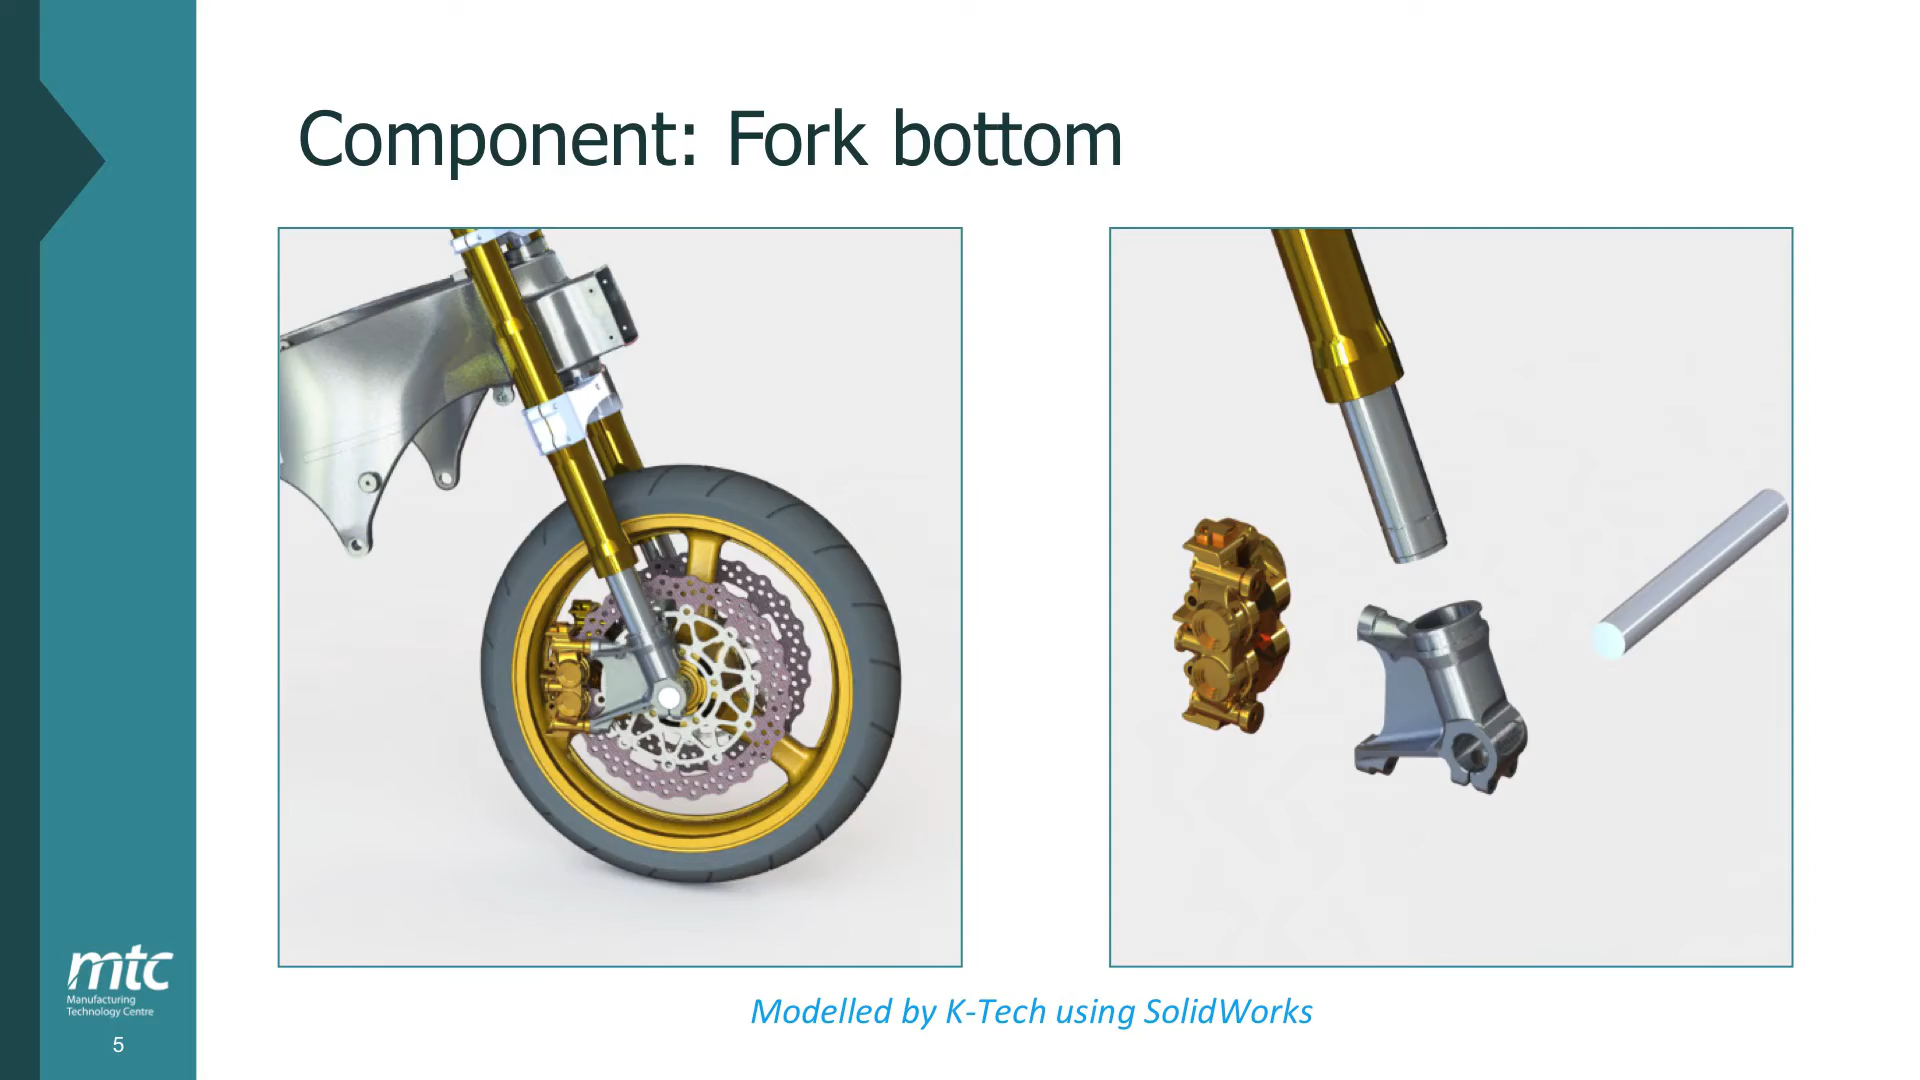 Component: Fork bottom
Modelled by K-Tech using SolidWorks
mtc
Manufacturing
Technology Centre
5